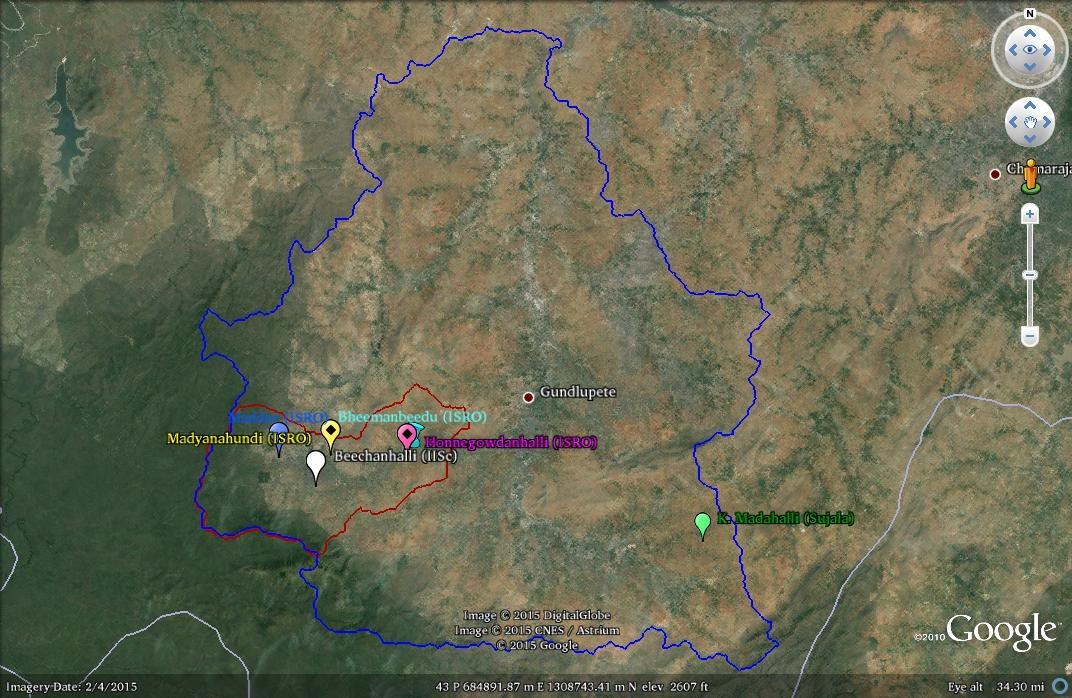 N
Gundlupete
Bheemanbeedu (ISRO)
Madyanahundi (ISRO)
Honnegowdanhalli (ISRO)
Beechanhalli (IISc)
K. Madahalli (Sujala)
Image © 2015 DigitalGlobe
Image © 2015 CNES / Astrium
© 2015 Google
©2010 Google™
Imagery Date: 2/4/2015 43 P 684891.87 m E 1308743.41 m N elev 2607 ft Eye alt 34.30 mi